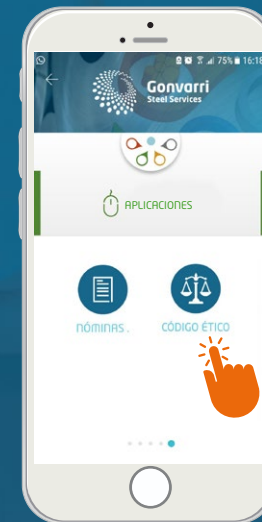 75% 16:18
Gonvarri
Steel Services
APLICACIONES
NÓMINAS .
CÓDIGO ÉTICO